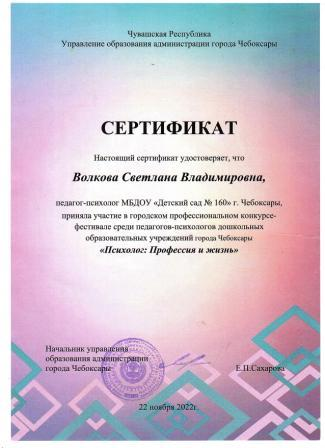 Чувашская Республика
Управление образования администрации города Чебоксары
СЕРТИФИКАТ
Настоящий сертификат удостоверяет, что
Волкова Светлана Владимировна,
педагог-психолог МБДОУ «Детский сад № 160» г. Чебоксары,
приняла участие в городском профессиональном конкурсе-
фестивале среди педагогов-психологов дошкольных
образовательных учреждений города Чебоксары
«Психолог: Профессия и жизнь»
Начальник управления
образования администрации
города Чебоксары
Е.П.Сахарова
22 ноября 2022г.